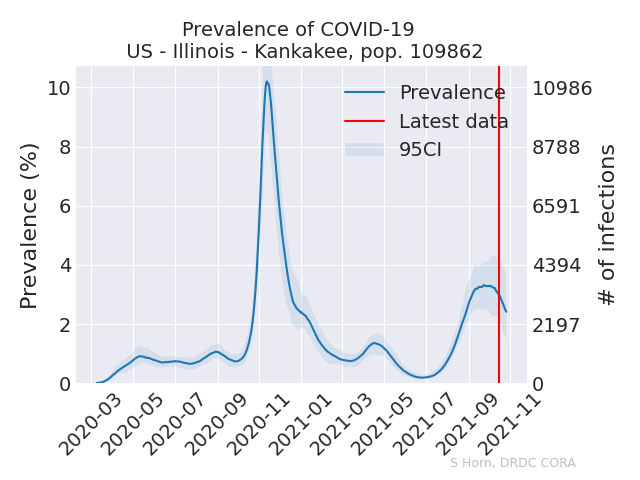 Prevalence of COVID-19
US - Illinois - Kankakee, pop. 109862
Prevalence (%)
10
8
6
4
2
0
Prevalence
Latest data
95CI
10986
8788
6591
4394
2197
0
# of infections
2020-03
2020-05
2020-07
2020-09
2020-11
2021-01
2021-03
2021-05
2021-07
2021-09
2021-11
S Horn, DRDC CORA